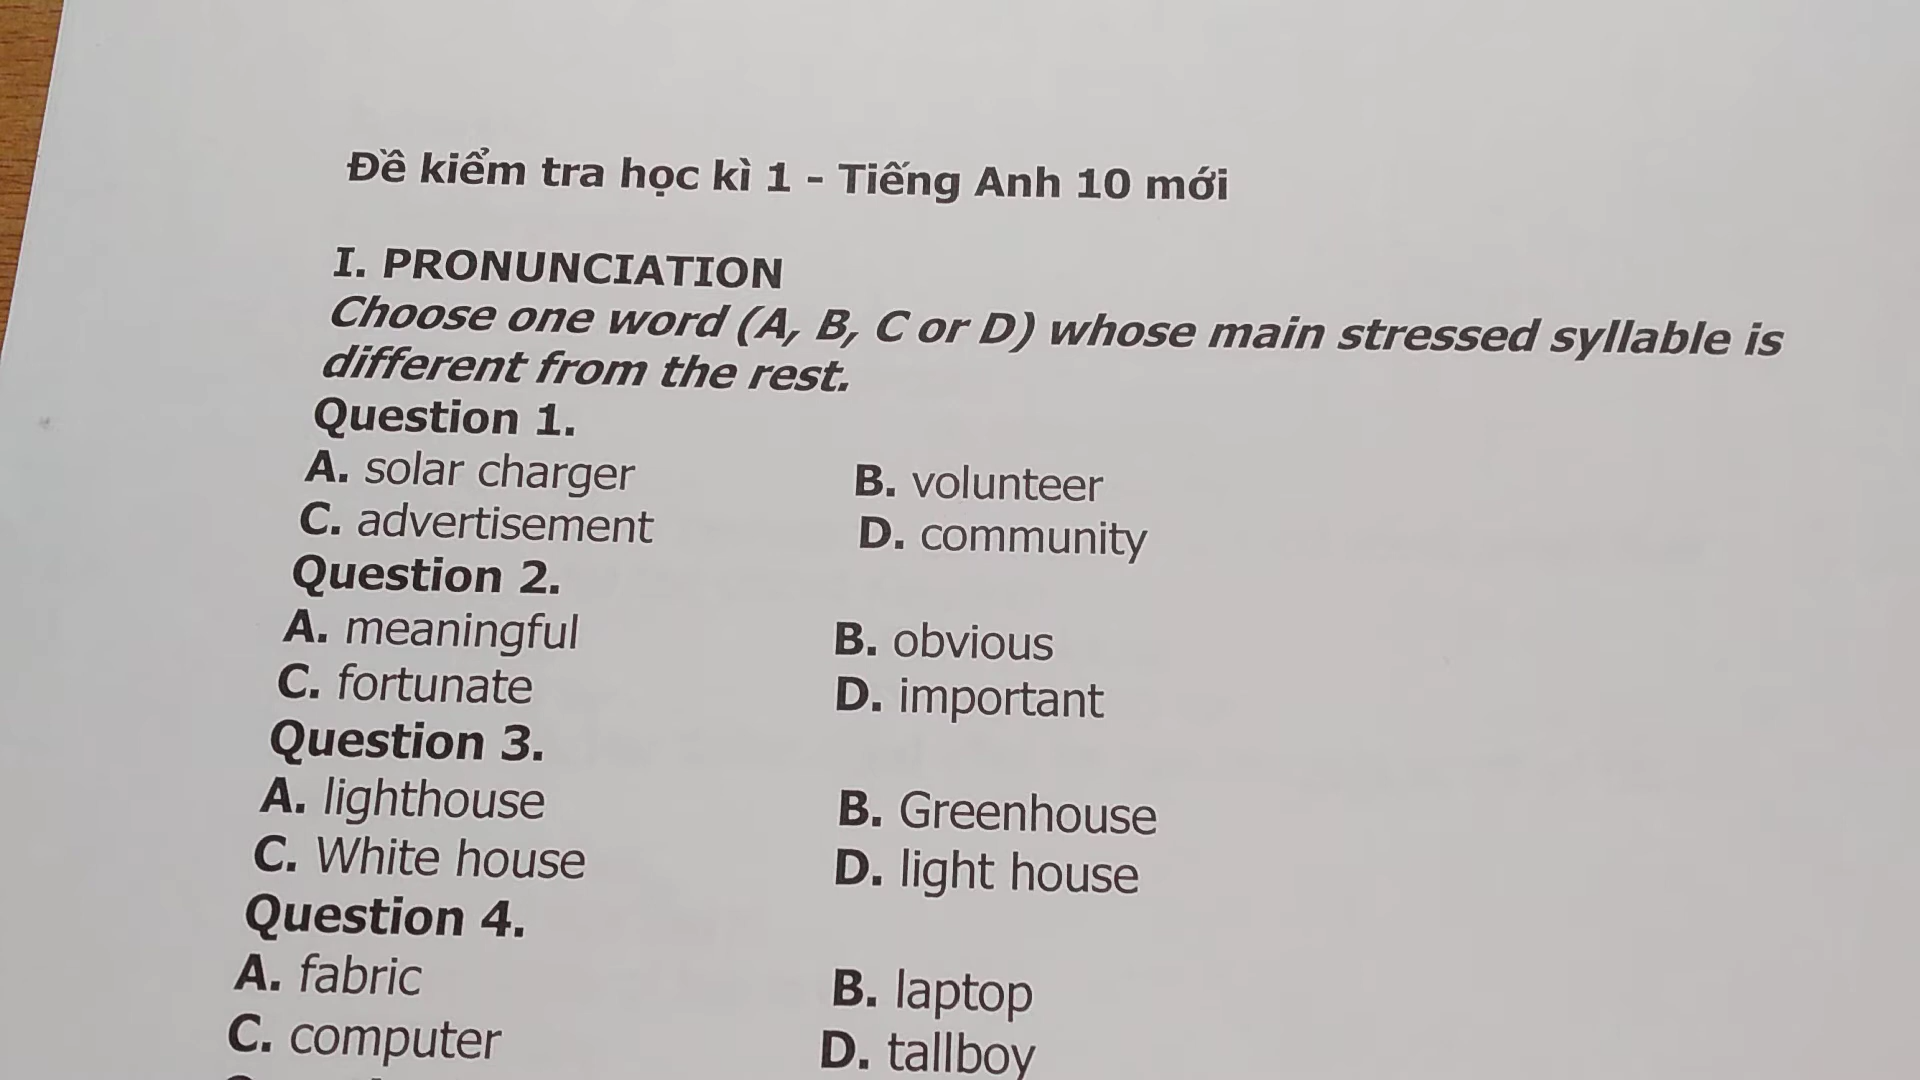 Đề kiểm tra học kì 1 - Tiếng Anh 10 mới
I. PRONUNCIATION
Choose one word (A, B, C or D) whose main stressed syllable is
different from the rest.
Question 1.
A. solar charger B. volunteer
C. advertisement D. community
Question 2.
A. meaningful B. obvious
C. fortunate D. important
Question 3.
A. lighthouse B. Greenhouse
C. White house D. light house
Question 4.
A. fabric B. laptop
C. computer D. tallboy